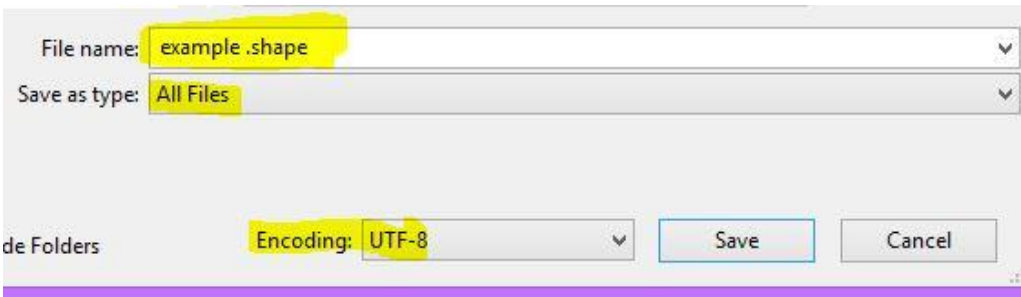 File name: example .shape
Save as type: All Files
de Folders Encoding: UTF-8 Save Cancel